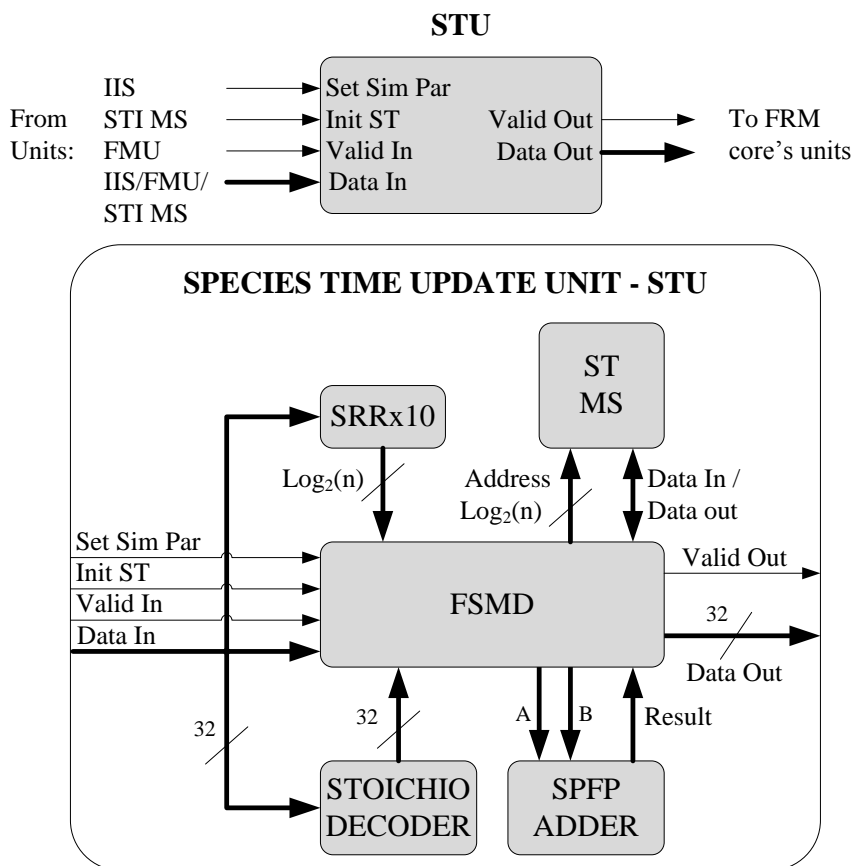 STU
IIS
Set Sim Par
From
STI MS
Init ST
Valid Out
To FRM
Units:
FMU
Valid In
Data Out
core's units
IIS/FMU/
Data In
STI MS
SPECIES TIME UPDATE UNIT - STU
ST
MS
SRRx10
Log₂(n)
Address
Log₂(n)
Data In /
Data out
Set Sim Par
Init ST
Valid In
Data In
FSMD
Valid Out
32
Data Out
32
32
A
B
Result
STOICHIO
DECODER
SPFP
ADDER